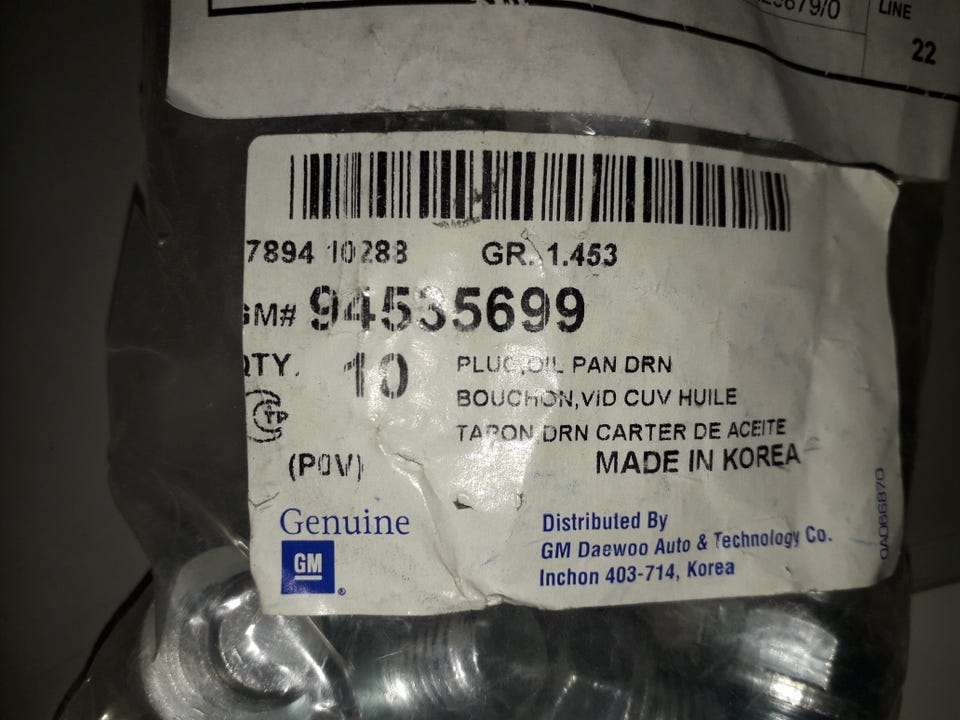 LINE
22
7894 10288 GR. 1.453
GM# 94535699
QTY. 10
PLUG,OIL PAN DRN
BOUCHON,VID CUV HUILE
TAPON,DRN CARTER DE ACEITE
(P0V) MADE IN KOREA
Genuine
GM
Distributed By
GM Daewoo Auto & Technology Co.
Inchon 403-714, Korea
0A066870